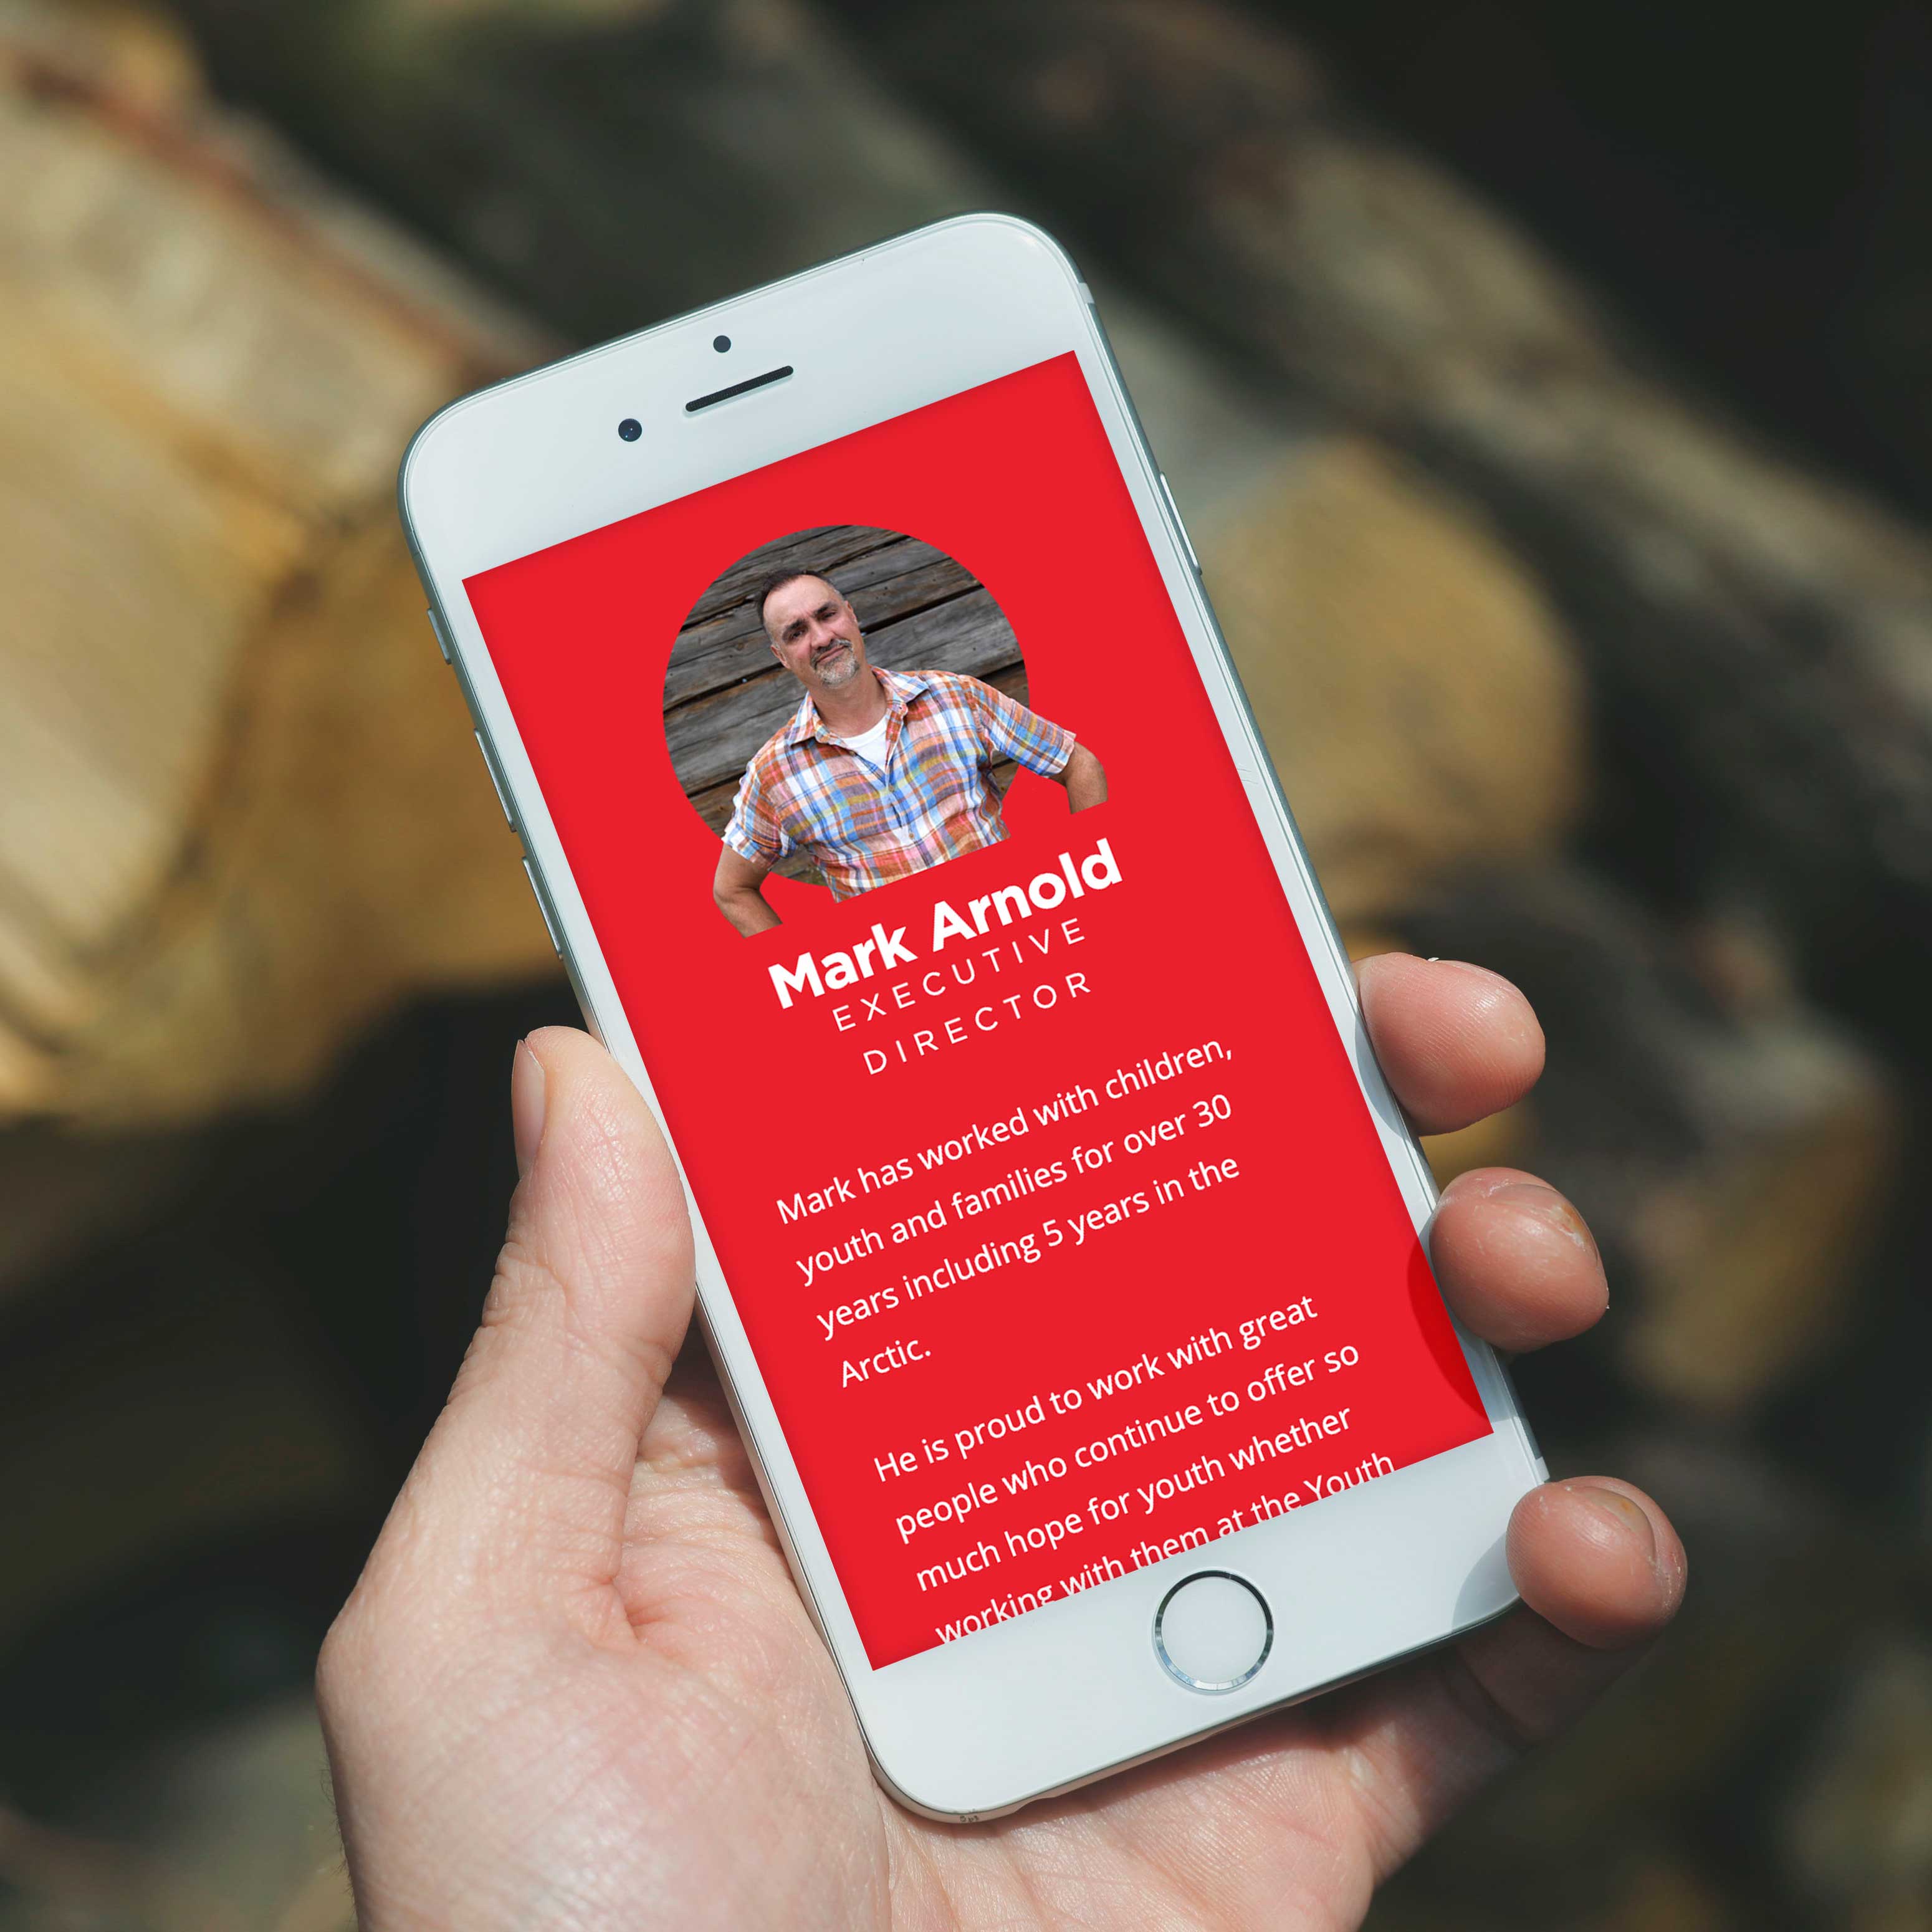 Mark Arnold
EXECUTIVE
DIRECTOR
Mark has worked with children,
youth and families for over 30
years including 5 years in the
Arctic.
He is proud to work with great
people who continue to offer so
much hope for youth whether
working with them at the Youth